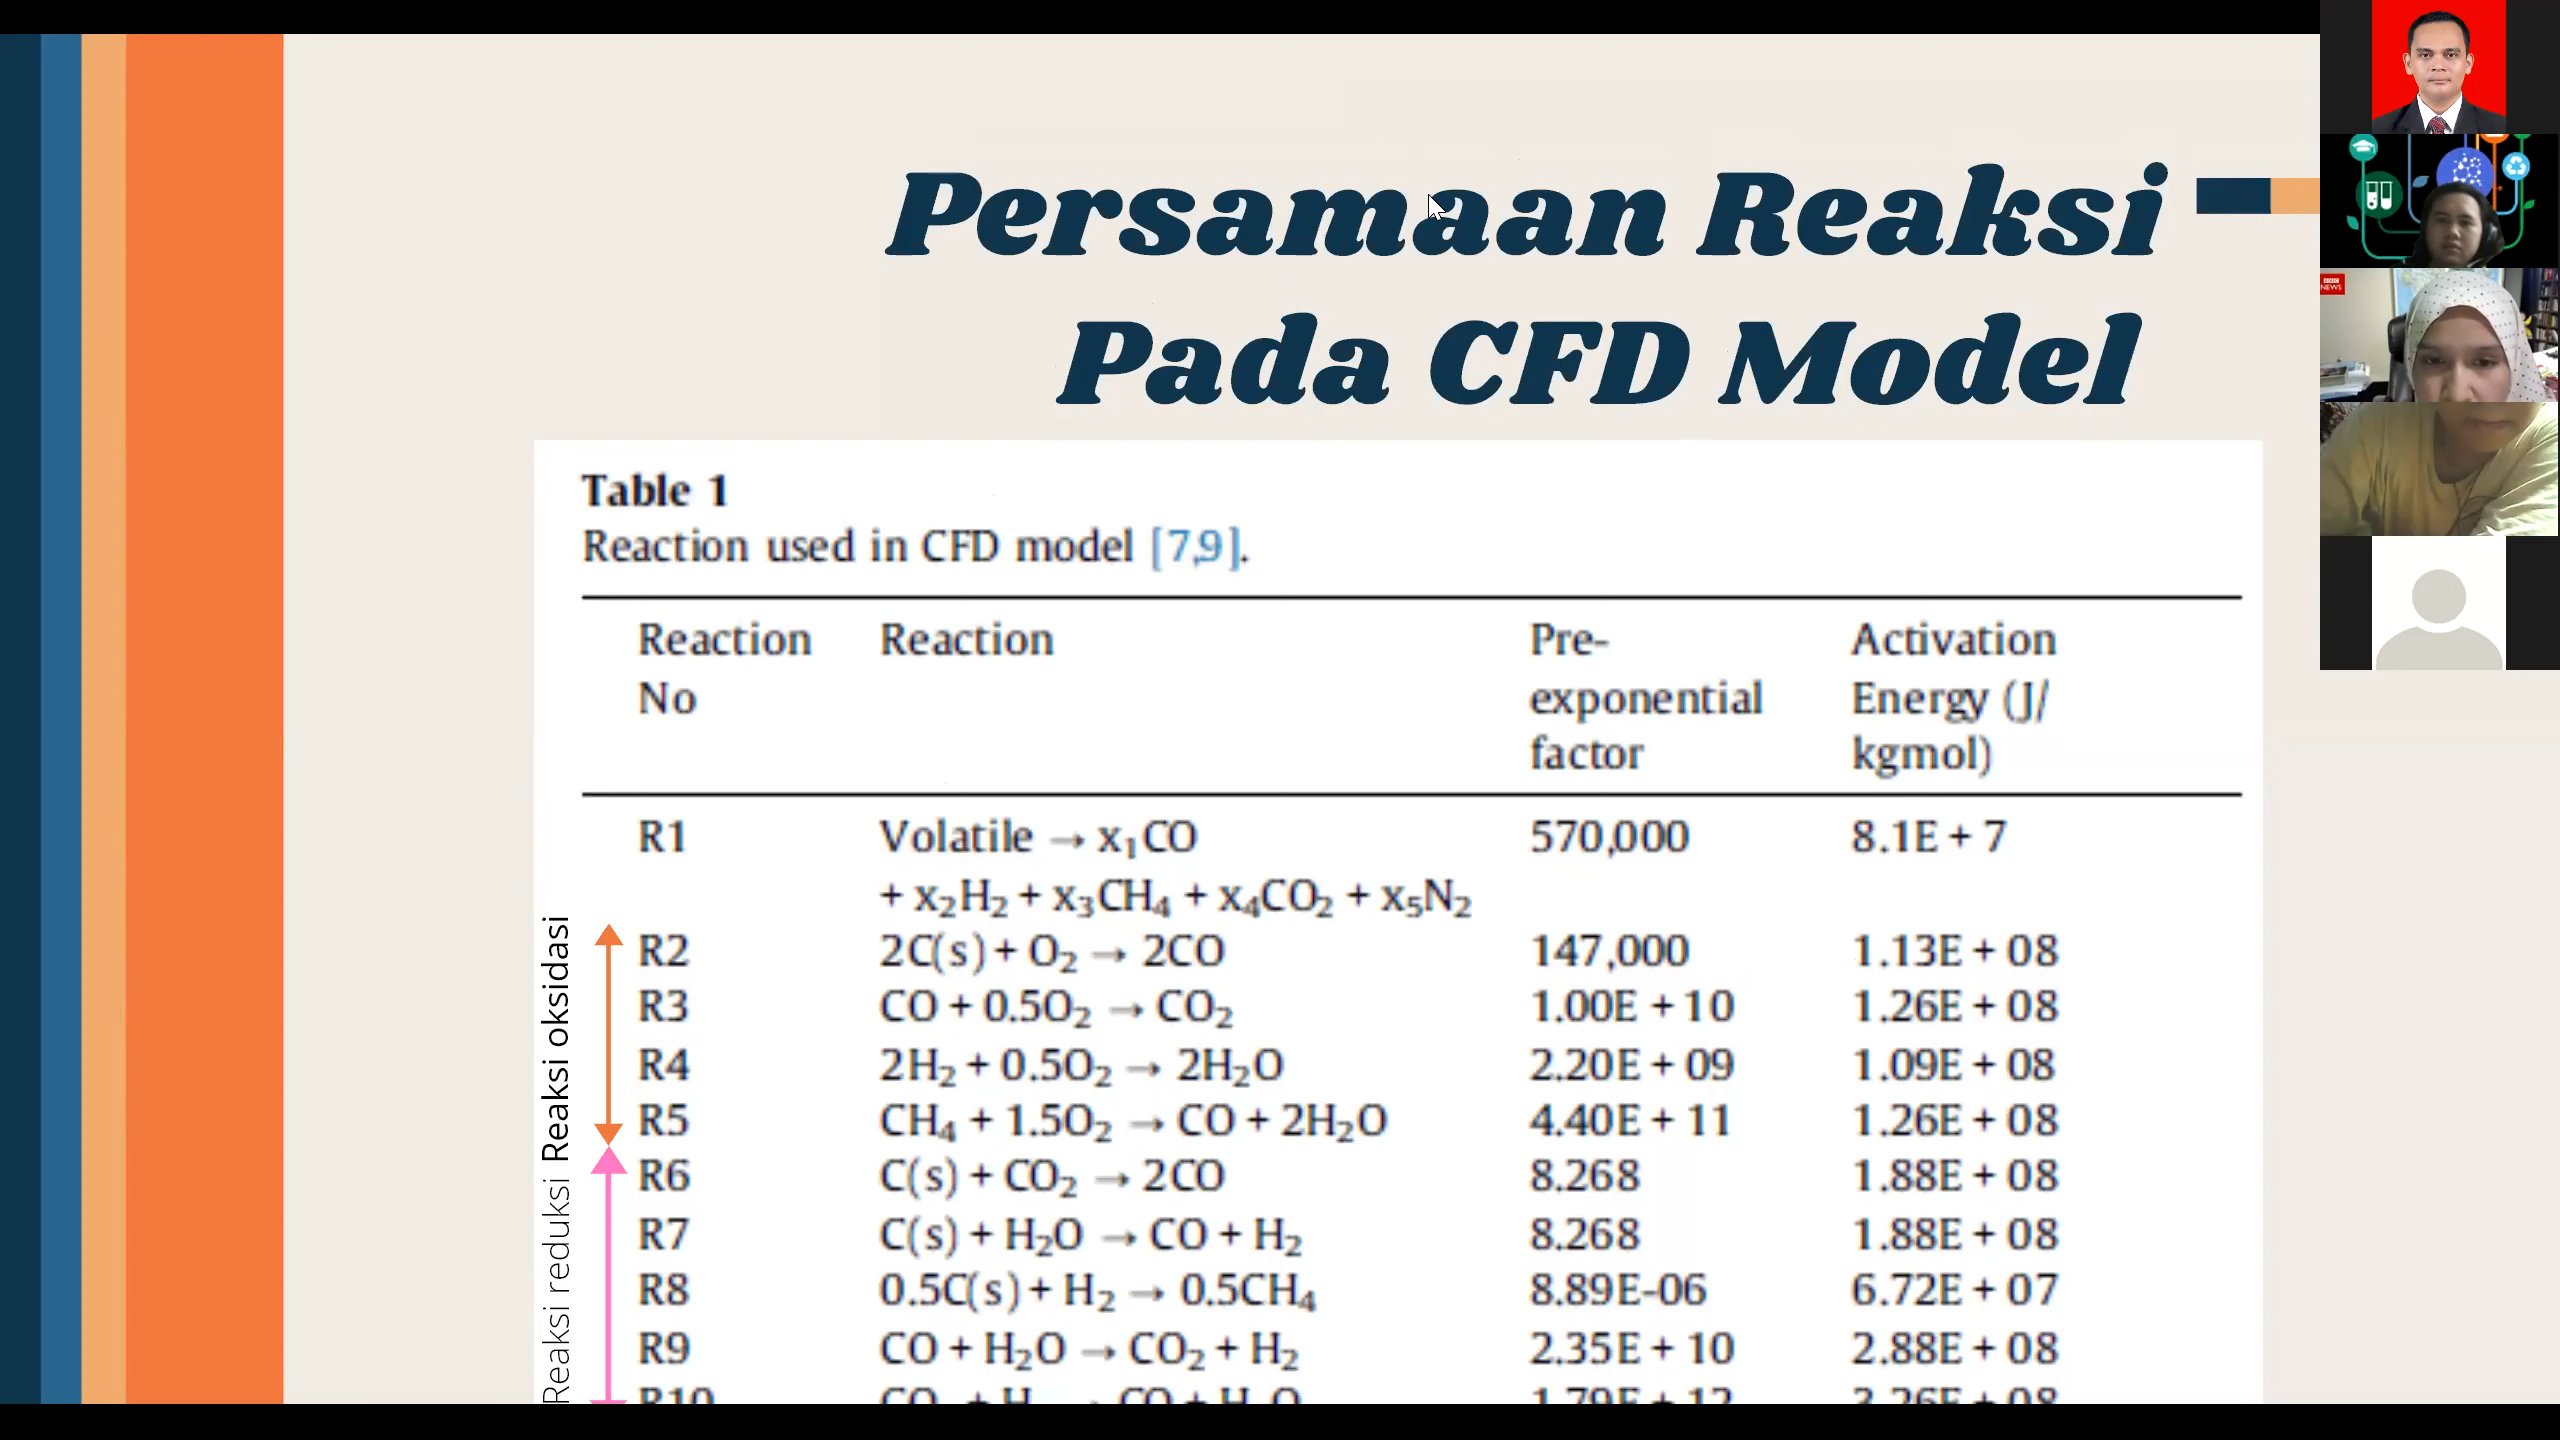 Persamaan Reaksi
Pada CFD Model
BBC
NEWS
Table 1
Reaction used in CFD model [7,9].
Reaction No Reaction Pre-exponential factor Activation Energy (J/kgmol)
R1 Volatile → x₁CO 570,000 8.1E + 7
+ x₂H₂ + x₃CH₄ + x₄CO₂ + x₅N₂
Reaksi oksidasi
R2 2C(s) + O₂ → 2CO 147,000 1.13E + 08
R3 CO + 0.5O₂ → CO₂ 1.00E + 10 1.26E + 08
R4 2H₂ + 0.5O₂ → 2H₂O 2.20E + 09 1.09E + 08
R5 CH₄ + 1.5O₂ → CO + 2H₂O 4.40E + 11 1.26E + 08
Reaksi reduksi
R6 C(s) + CO₂ → 2CO 8.268 1.88E + 08
R7 C(s) + H₂O → CO + H₂ 8.268 1.88E + 08
R8 0.5C(s) + H₂ → 0.5CH₄ 8.89E-06 6.72E + 07
R9 CO + H₂O → CO₂ + H₂ 2.35E + 10 2.88E + 08